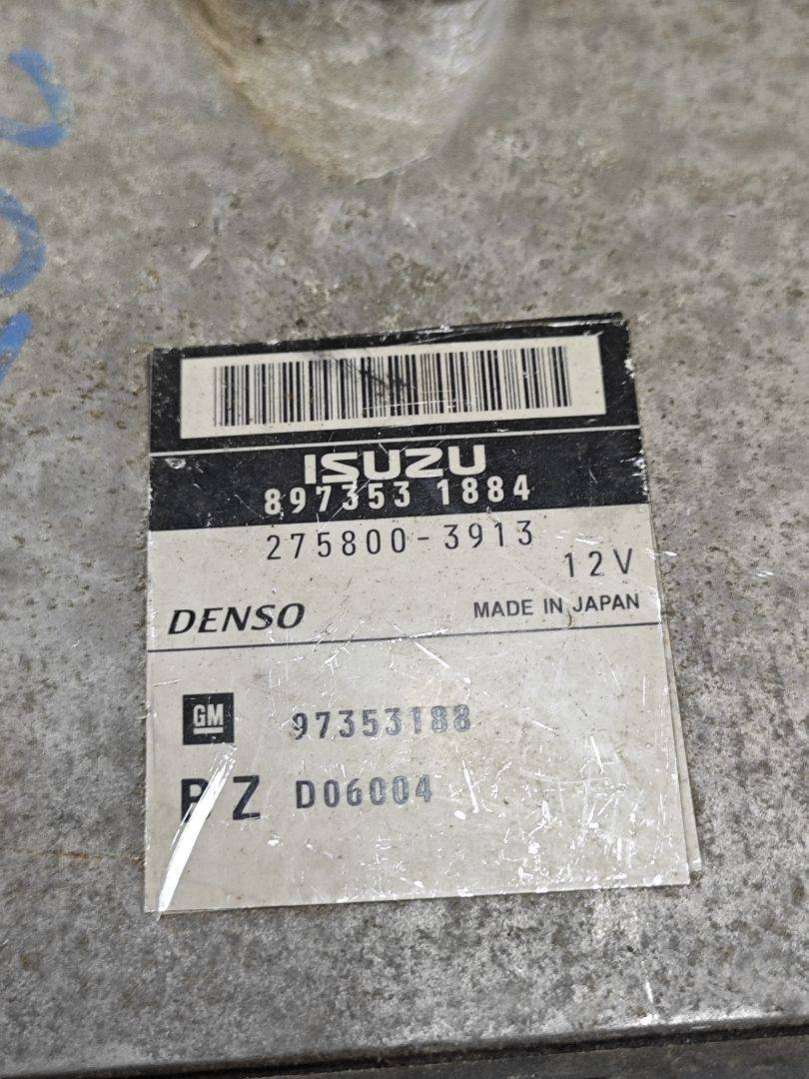 ISUZU
897353 1884
275800-3913
12V
DENSO
MADE IN JAPAN
GM
97353188
Z
D06004